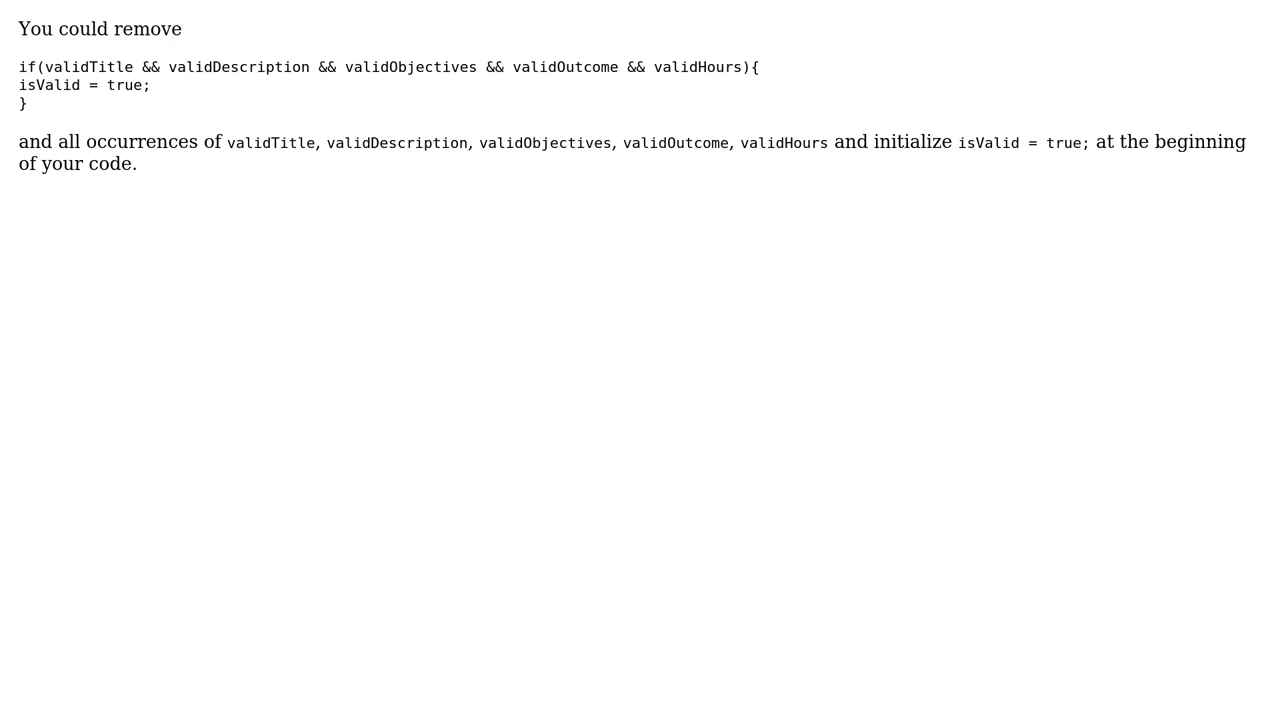 You could remove
if(validTitle && validDescription && validObjectives && validOutcome && validHours){
isValid = true;
}
and all occurrences of validTitle, validDescription, validObjectives, validOutcome, validHours and initialize isValid = true; at the beginning
of your code.